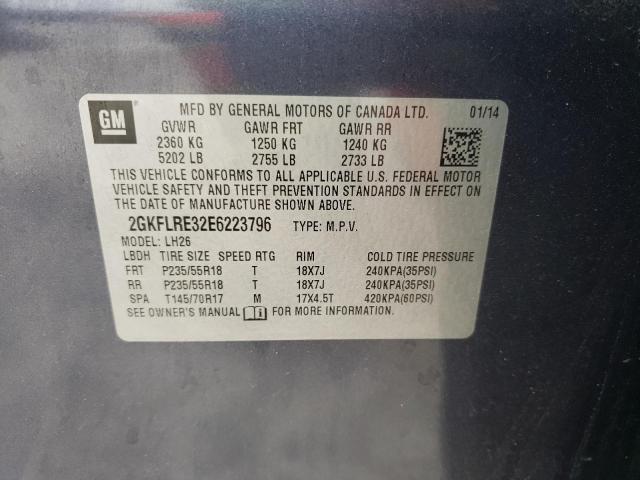 GM
MFD BY GENERAL MOTORS OF CANADA LTD. 01/14
GVWR GAWR FRT GAWR RR
2360 KG 1250 KG 1240 KG
5202 LB 2755 LB 2733 LB
THIS VEHICLE CONFORMS TO ALL APPLICABLE U.S. FEDERAL MOTOR
VEHICLE SAFETY AND THEFT PREVENTION STANDARDS IN EFFECT ON
THE DATE OF MANUFACTURE SHOWN ABOVE.
2GKFLRE32E6223796 TYPE: M.P.V.
MODEL: LH26
LBDH TIRE SIZE SPEED RTG RIM COLD TIRE PRESSURE
FRT P235/55R18 T 18X7J 240KPA(35PSI)
RR P235/55R18 T 18X7J 240KPA(35PSI)
SPA T145/70R17 M 17X4.5T 420KPA(60PSI)
SEE OWNER'S MANUAL i FOR MORE INFORMATION.